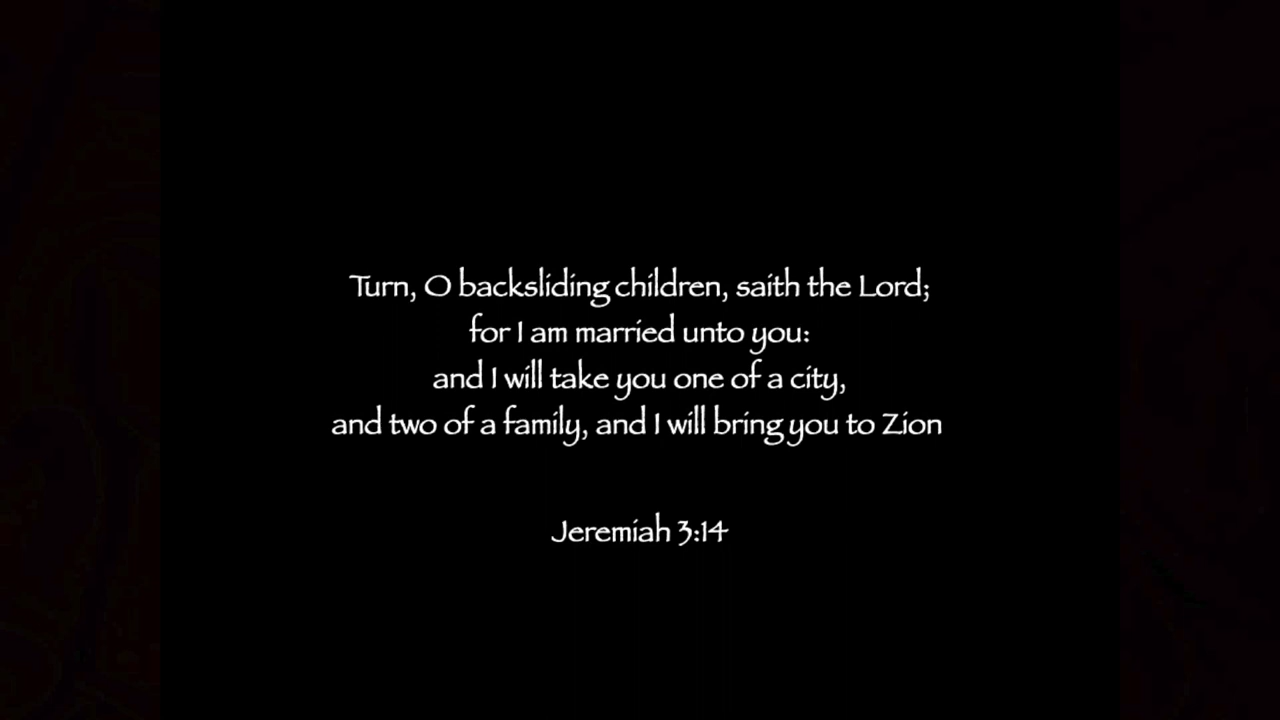 Turn, O backsliding children, saith the Lord;
for I am married unto you:
and I will take you one of a city,
and two of a family, and I will bring you to Zion
Jeremiah 3:14